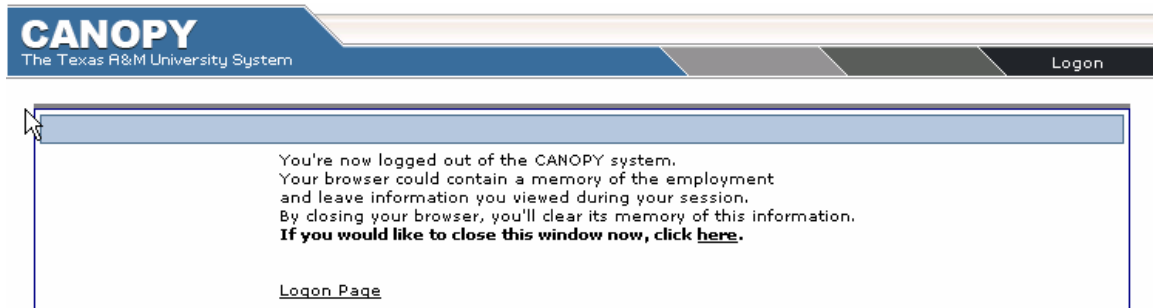 CANOPY
The Texas A&M University System
Logon
You're now logged out of the CANOPY system.
Your browser could contain a memory of the employment
and leave information you viewed during your session.
By closing your browser, you'll clear its memory of this information.
If you would like to close this window now, click here.
Logon Page